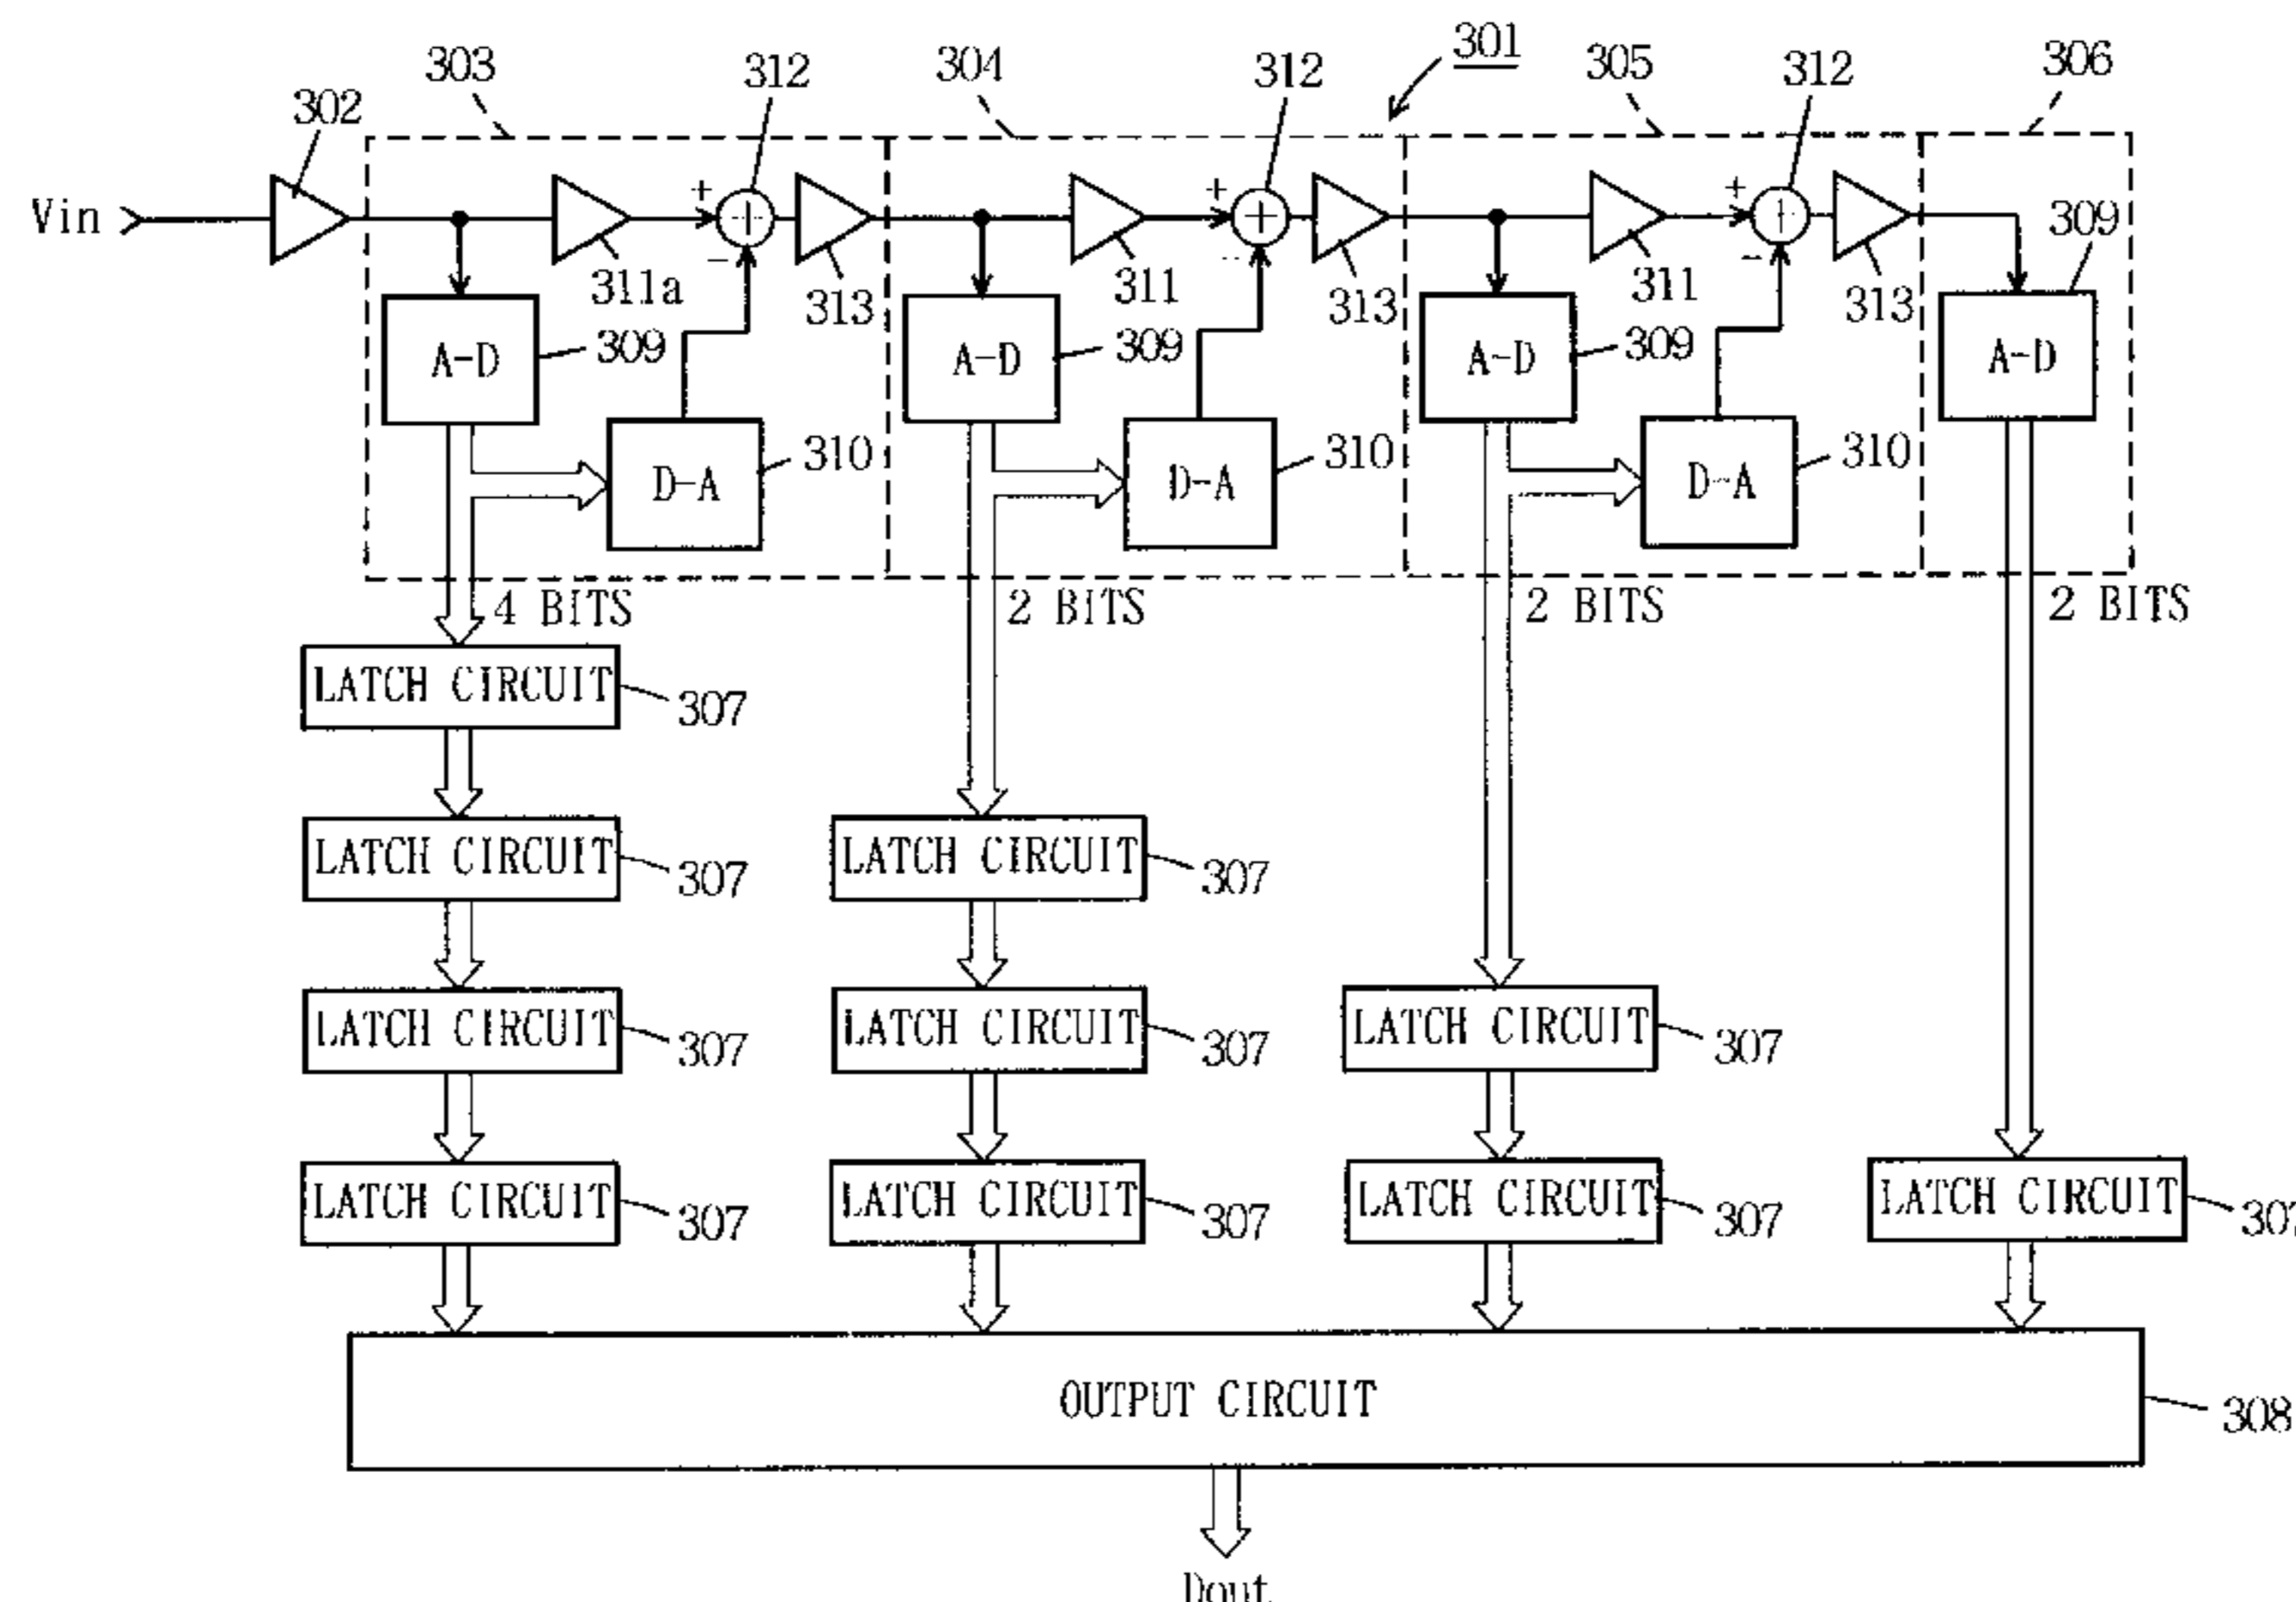 301
303 312 304 312 305 312 306
302
Vin + + + 309
311a 313 311 313 311 313
− − −
A-D 309 A-D 309 A-D 309 A-D
D-A 310 D-A 310 D-A 310
4 BITS 2 BITS 2 BITS 2 BITS
LATCH CIRCUIT 307
LATCH CIRCUIT 307 LATCH CIRCUIT 307
LATCH CIRCUIT 307 LATCH CIRCUIT 307 LATCH CIRCUIT 307
LATCH CIRCUIT 307 LATCH CIRCUIT 307 LATCH CIRCUIT 307 LATCH CIRCUIT 307
OUTPUT CIRCUIT 308
Dout